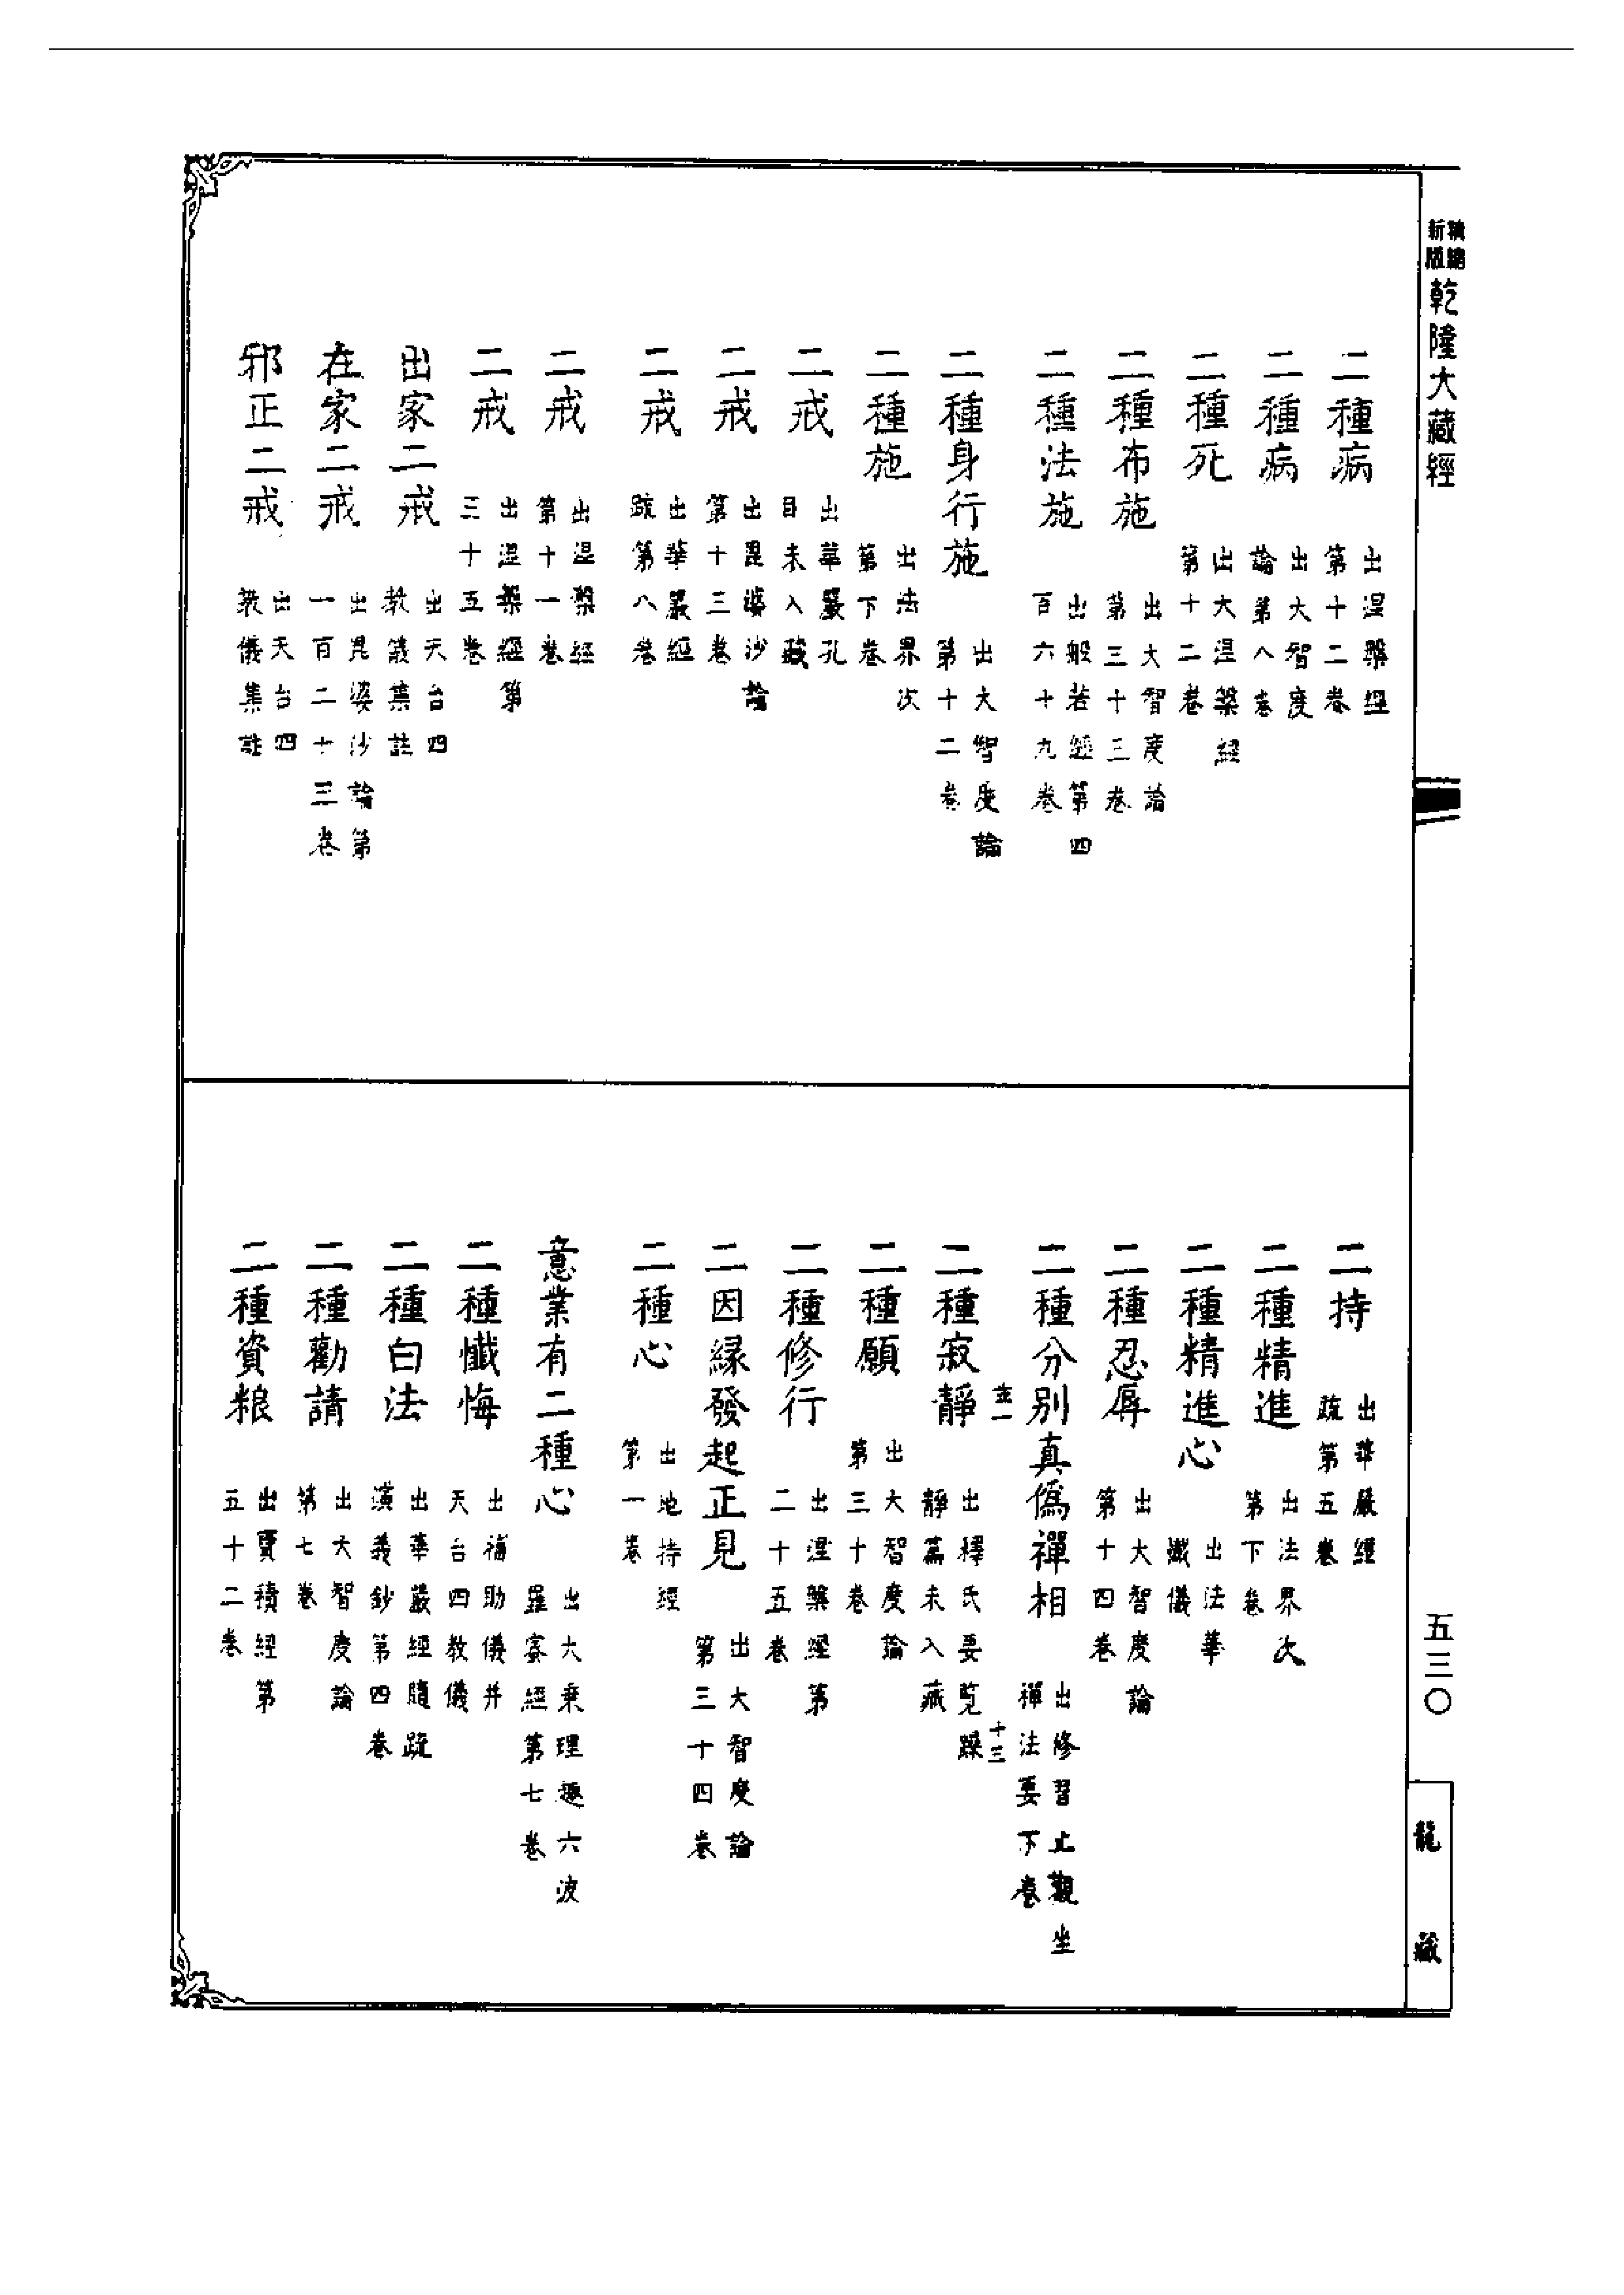 新版
精縮
乾隆大藏經
二種病 出涅槃經第十二卷
二種病 出大智度論第八卷
二種死 出大涅槃經第十二卷
二種布施 出大智度論第三十三卷
二種法施 出般若經第四百六十九卷
二種身行施 出大智度論第十二卷
二種施 出法界次第下卷
二戒 出華嚴孔目未入藏
二戒 出毘婆沙論第十三卷
二戒 出華嚴經疏第八卷
二戒 出涅槃經第十一卷
二戒 出涅槃經第三十五卷
出家二戒 出天台四教儀集註
在家二戒 出毘婆沙論第一百二十三卷
邪正二戒 出天台四教儀集註
二持 出華嚴經疏第五卷
二種精進 出法界次第下卷
二種精進心 出法華懺儀
二種忍辱 出大智度論第十四卷
二種分別真偽禪相 出修習止觀坐禪法要下卷
十三
二種寂靜 出釋氏要覽躁靜篇未入藏
二種願 出大智度論第三十卷
二種修行 出涅槃經第二十五卷
二因緣發起正見 出大智度論第三十四卷
二種心 出地持經第一卷
意業有二種心 出大乘理趣六波羅蜜經第七卷
二種懺悔 出補助儀并天台四教儀
二種白法 出華嚴經隨疏演義鈔第四卷
二種勸請 出大智度論第七卷
二種資粮 出寶積經第五十二卷
五三〇
龍藏